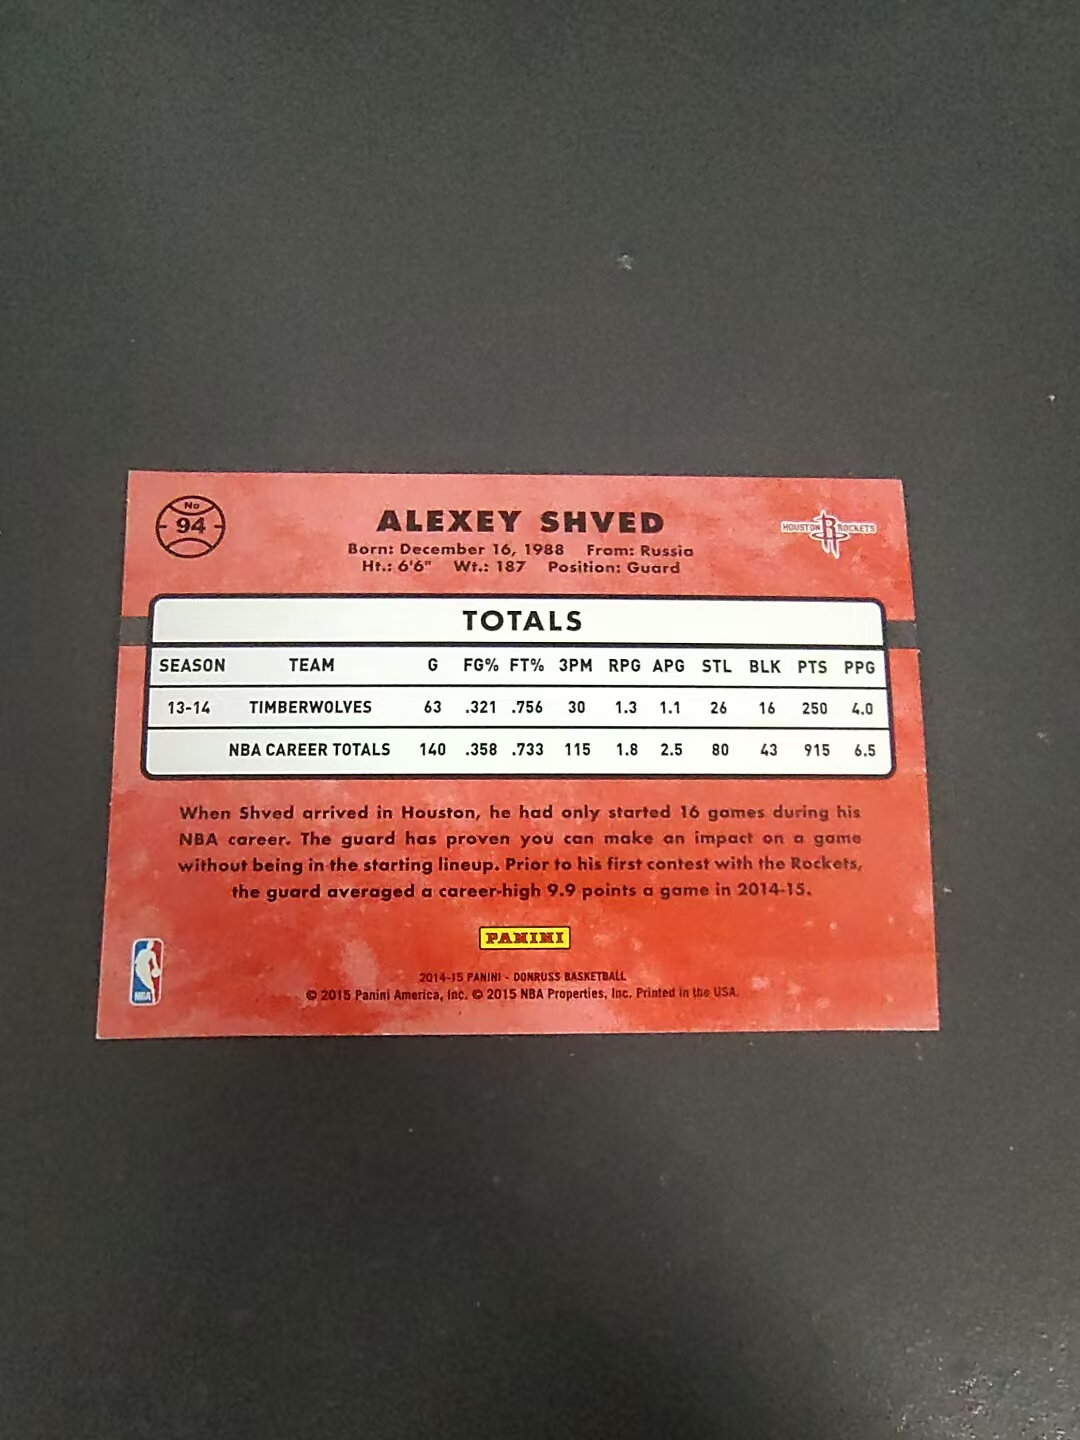 No
94
ALEXEY SHVED
HOUSTON ROCKETS
Born: December 16, 1988 From: Russia
Ht.: 6'6" Wt.: 187 Position: Guard
TOTALS
SEASON TEAM G FG% FT% 3PM RPG APG STL BLK PTS PPG
13-14 TIMBERWOLVES 63 .321 .756 30 1.3 1.1 26 16 250 4.0
NBA CAREER TOTALS 140 .358 .733 115 1.8 2.5 80 43 915 6.5
When Shved arrived in Houston, he had only started 16 games during his
NBA career. The guard has proven you can make an impact on a game
without being in the starting lineup. Prior to his first contest with the Rockets,
the guard averaged a career-high 9.9 points a game in 2014-15.
PANINI
NBA
2014-15 PANINI - DONRUSS BASKETBALL
© 2015 Panini America, Inc. © 2015 NBA Properties, Inc. Printed in the USA.